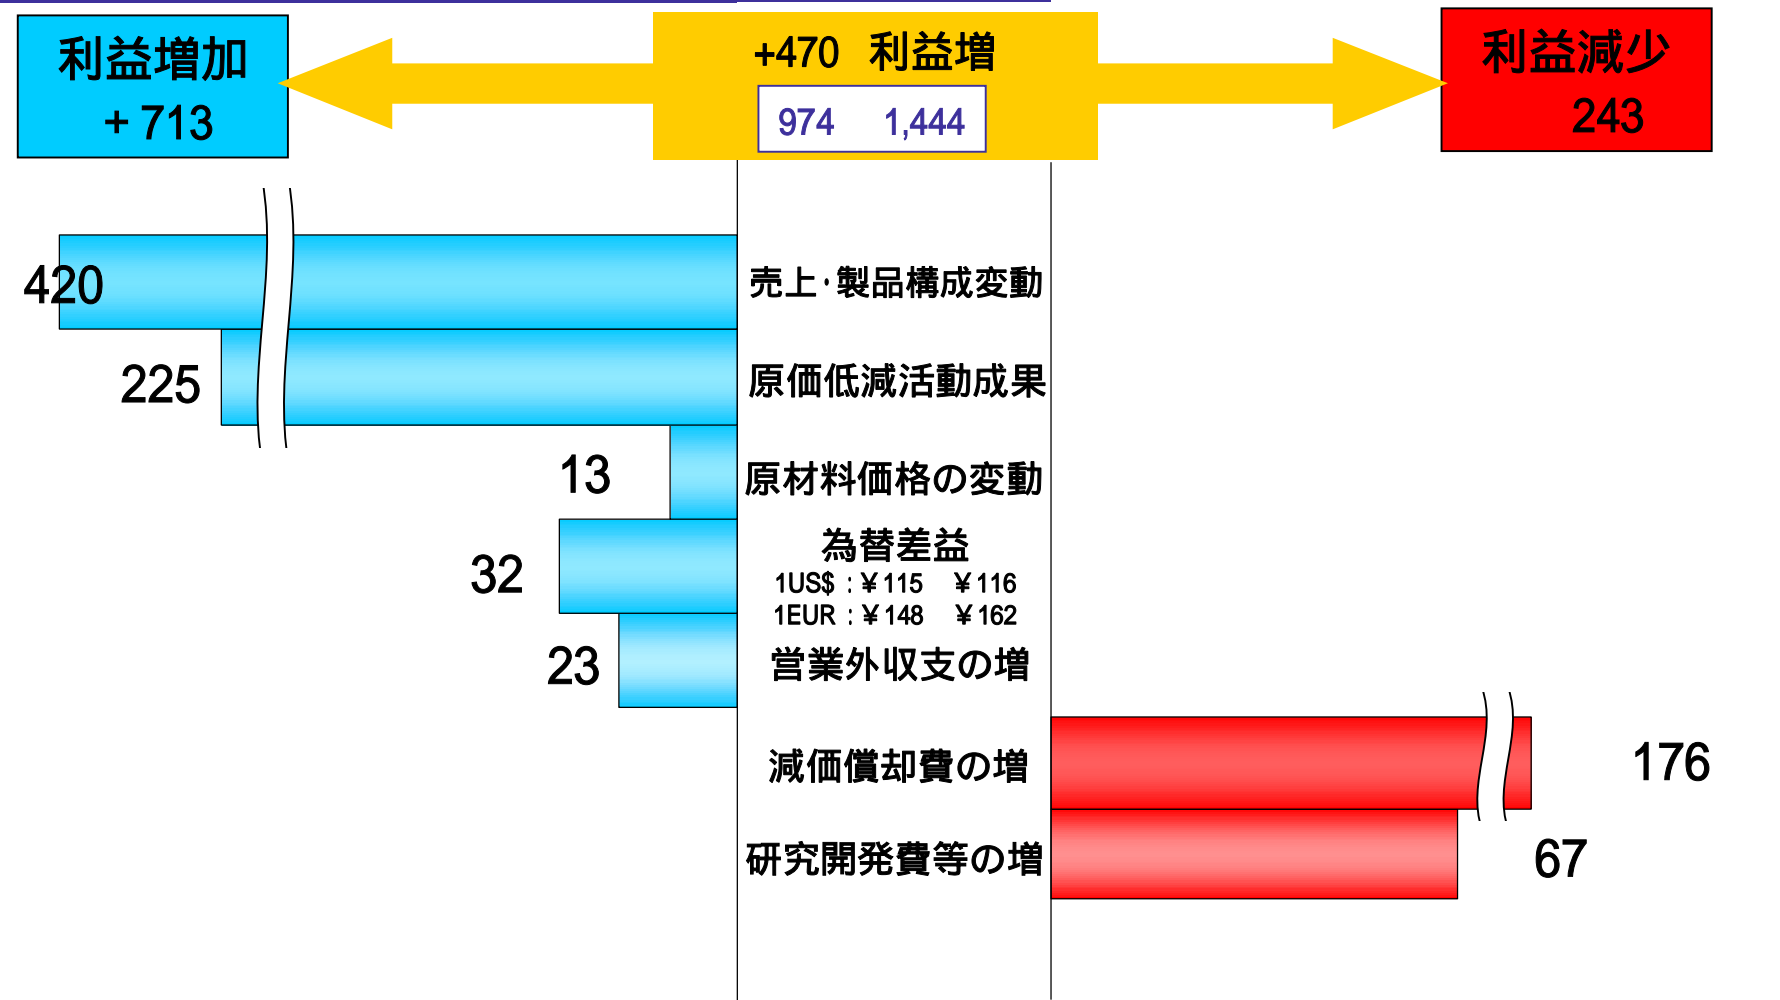 利益増加
+ 713
+470 利益増
974 1,444
利益減少
243
420
売上・製品構成変動
225
原価低減活動成果
13
原材料価格の変動
32
為替差益
1US$ : ¥115 ¥116
1EUR : ¥148 ¥162
23
営業外収支の増
減価償却費の増
176
研究開発費等の増
67